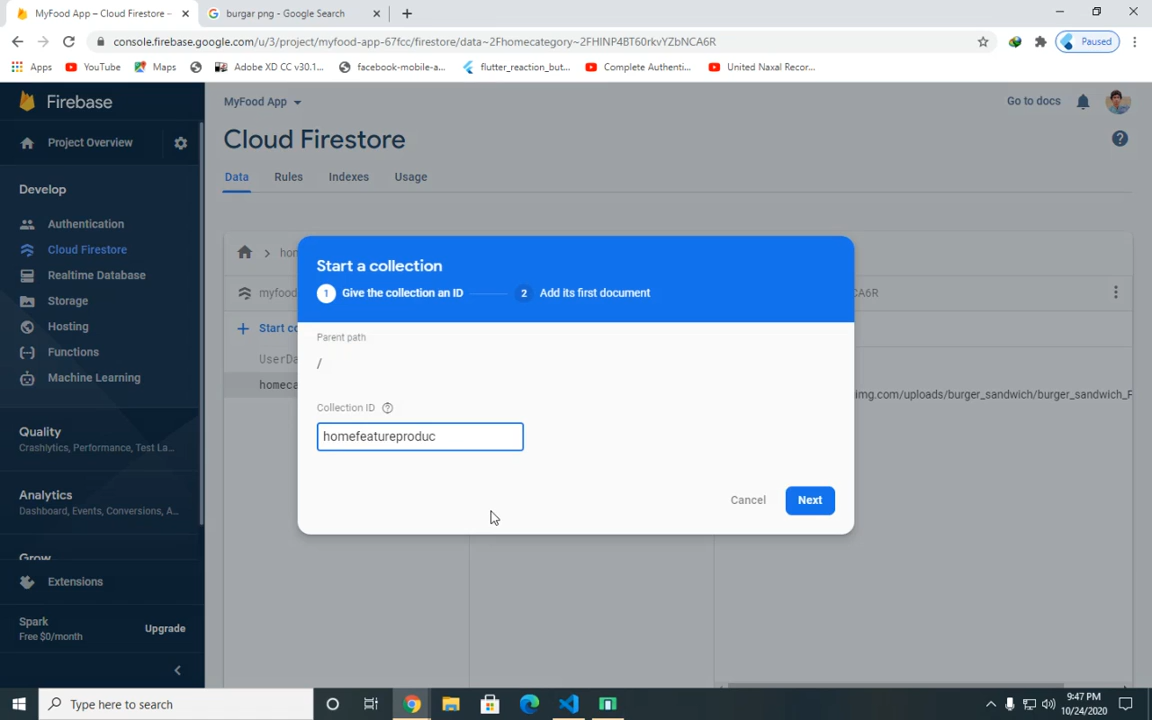 MyFood App – Cloud Firestore –
burgar png - Google Search
console.firebase.google.com/u/3/project/myfood-app-67fcc/firestore/data~2Fhomecategory~2FHINP4BT60rkvYZbNCA6R
Paused
Apps
YouTube
Maps
Adobe XD CC v30.1...
facebook-mobile-a...
flutter_reaction_but...
Complete Authenti...
United Naxal Recor...
Firebase
MyFood App
Go to docs
Project Overview
Cloud Firestore
Data
Rules
Indexes
Usage
Develop
Authentication
Cloud Firestore
Realtime Database
Storage
Hosting
Functions
Machine Learning
Quality
Crashlytics, Performance, Test La...
Analytics
Dashboard, Events, Conversions, A...
Grow
Extensions
Spark
Free $0/month
Upgrade
hom
myfood
CA6R
Start co
UserDa
homeca
img.com/uploads/burger_sandwich/burger_sandwich_P
Start a collection
1 Give the collection an ID
2 Add its first document
Parent path
/
Collection ID
homefeatureproduc
Cancel
Next
Type here to search
9:47 PM
10/24/2020